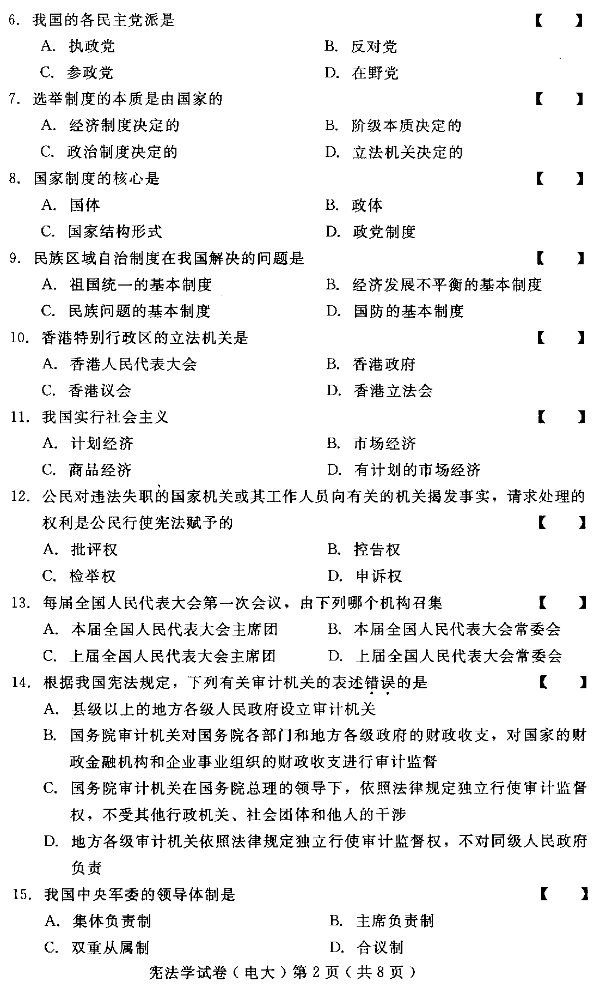 6. 我国的各民主党派是 【 】
A. 执政党 B. 反对党
C. 参政党 D. 在野党
7. 选举制度的本质是由国家的 【 】
A. 经济制度决定的 B. 阶级本质决定的
C. 政治制度决定的 D. 立法机关决定的
8. 国家制度的核心是 【 】
A. 国体 B. 政体
C. 国家结构形式 D. 政党制度
9. 民族区域自治制度在我国解决的问题是 【 】
A. 祖国统一的基本制度 B. 经济发展不平衡的基本制度
C. 民族问题的基本制度 D. 国防的基本制度
10. 香港特别行政区的立法机关是 【 】
A. 香港人民代表大会 B. 香港政府
C. 香港议会 D. 香港立法会
11. 我国实行社会主义 【 】
A. 计划经济 B. 市场经济
C. 商品经济 D. 有计划的市场经济
12. 公民对违法失职的国家机关或其工作人员向有关的机关揭发事实，请求处理的
权利是公民行使宪法赋予的 【 】
A. 批评权 B. 控告权
C. 检举权 D. 申诉权
13. 每届全国人民代表大会第一次会议，由下列哪个机构召集 【 】
A. 本届全国人民代表大会主席团 B. 本届全国人民代表大会常委会
C. 上届全国人民代表大会主席团 D. 上届全国人民代表大会常委会
14. 根据我国宪法规定，下列有关审计机关的表述错误的是 【 】
A. 县级以上的地方各级人民政府设立审计机关
B. 国务院审计机关对国务院各部门和地方各级政府的财政收支，对国家的财
政金融机构和企业事业组织的财政收支进行审计监督
C. 国务院审计机关在国务院总理的领导下，依照法律规定独立行使审计监督
权，不受其他行政机关、社会团体和他人的干涉
D. 地方各级审计机关依照法律规定独立行使审计监督权，不对同级人民政府
负责
15. 我国中央军委的领导体制是 【 】
A. 集体负责制 B. 主席负责制
C. 双重从属制 D. 合议制
宪法学试卷（电大）第 2 页（共 8 页）